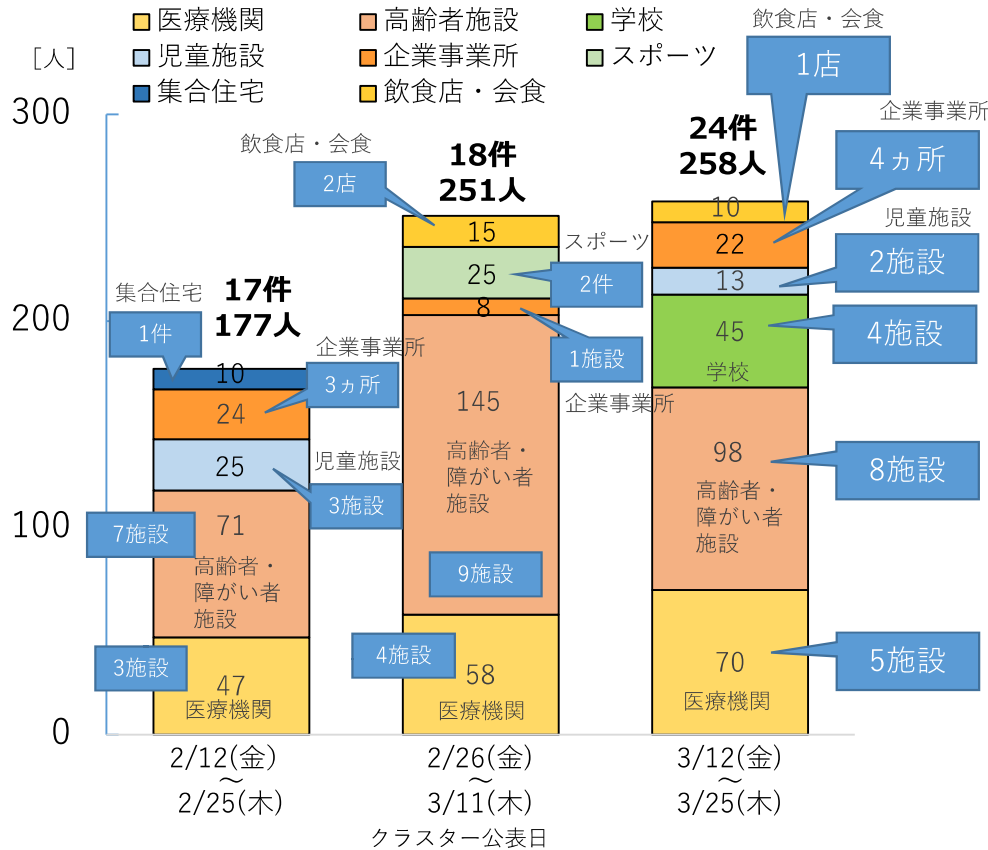 医療機関
高齢者施設
学校
児童施設
企業事業所
スポーツ
集合住宅
飲食店・会食
[人]
300
200
100
0
集合住宅
1件
17件
177人
10
企業事業所
3ヵ所
24
児童施設
3施設
25
7施設
71
高齢者・
障がい者
施設
3施設
47
医療機関
飲食店・会食
2店
18件
251人
15
スポーツ
2件
25
8
1施設
企業事業所
145
高齢者・
障がい者
施設
9施設
4施設
58
医療機関
飲食店・会食
1店
24件
258人
企業事業所
4ヵ所
10
22
児童施設
2施設
13
4施設
45
学校
8施設
98
高齢者・
障がい者
施設
5施設
70
医療機関
2/12(金)
〜
2/25(木)
2/26(金)
〜
3/11(木)
3/12(金)
〜
3/25(木)
クラスター公表日